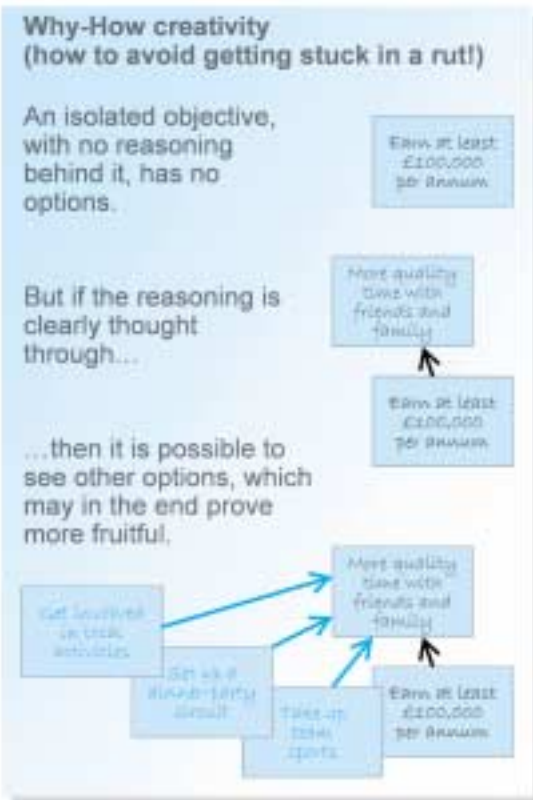 Why-How creativity
(how to avoid getting stuck in a rut!)
An isolated objective,
with no reasoning
behind it, has no
options.
Earn at least
£100,000
per annum
But if the reasoning is
clearly thought
through...
More quality
time with
friends and
family
Earn at least
£100,000
per annum
...then it is possible to
see other options, which
may in the end prove
more fruitful.
More quality
time with
friends and
family
Get involved
in local
activities
dinner-party
circuit
Take up
team
sports
Earn at least
£100,000
per annum